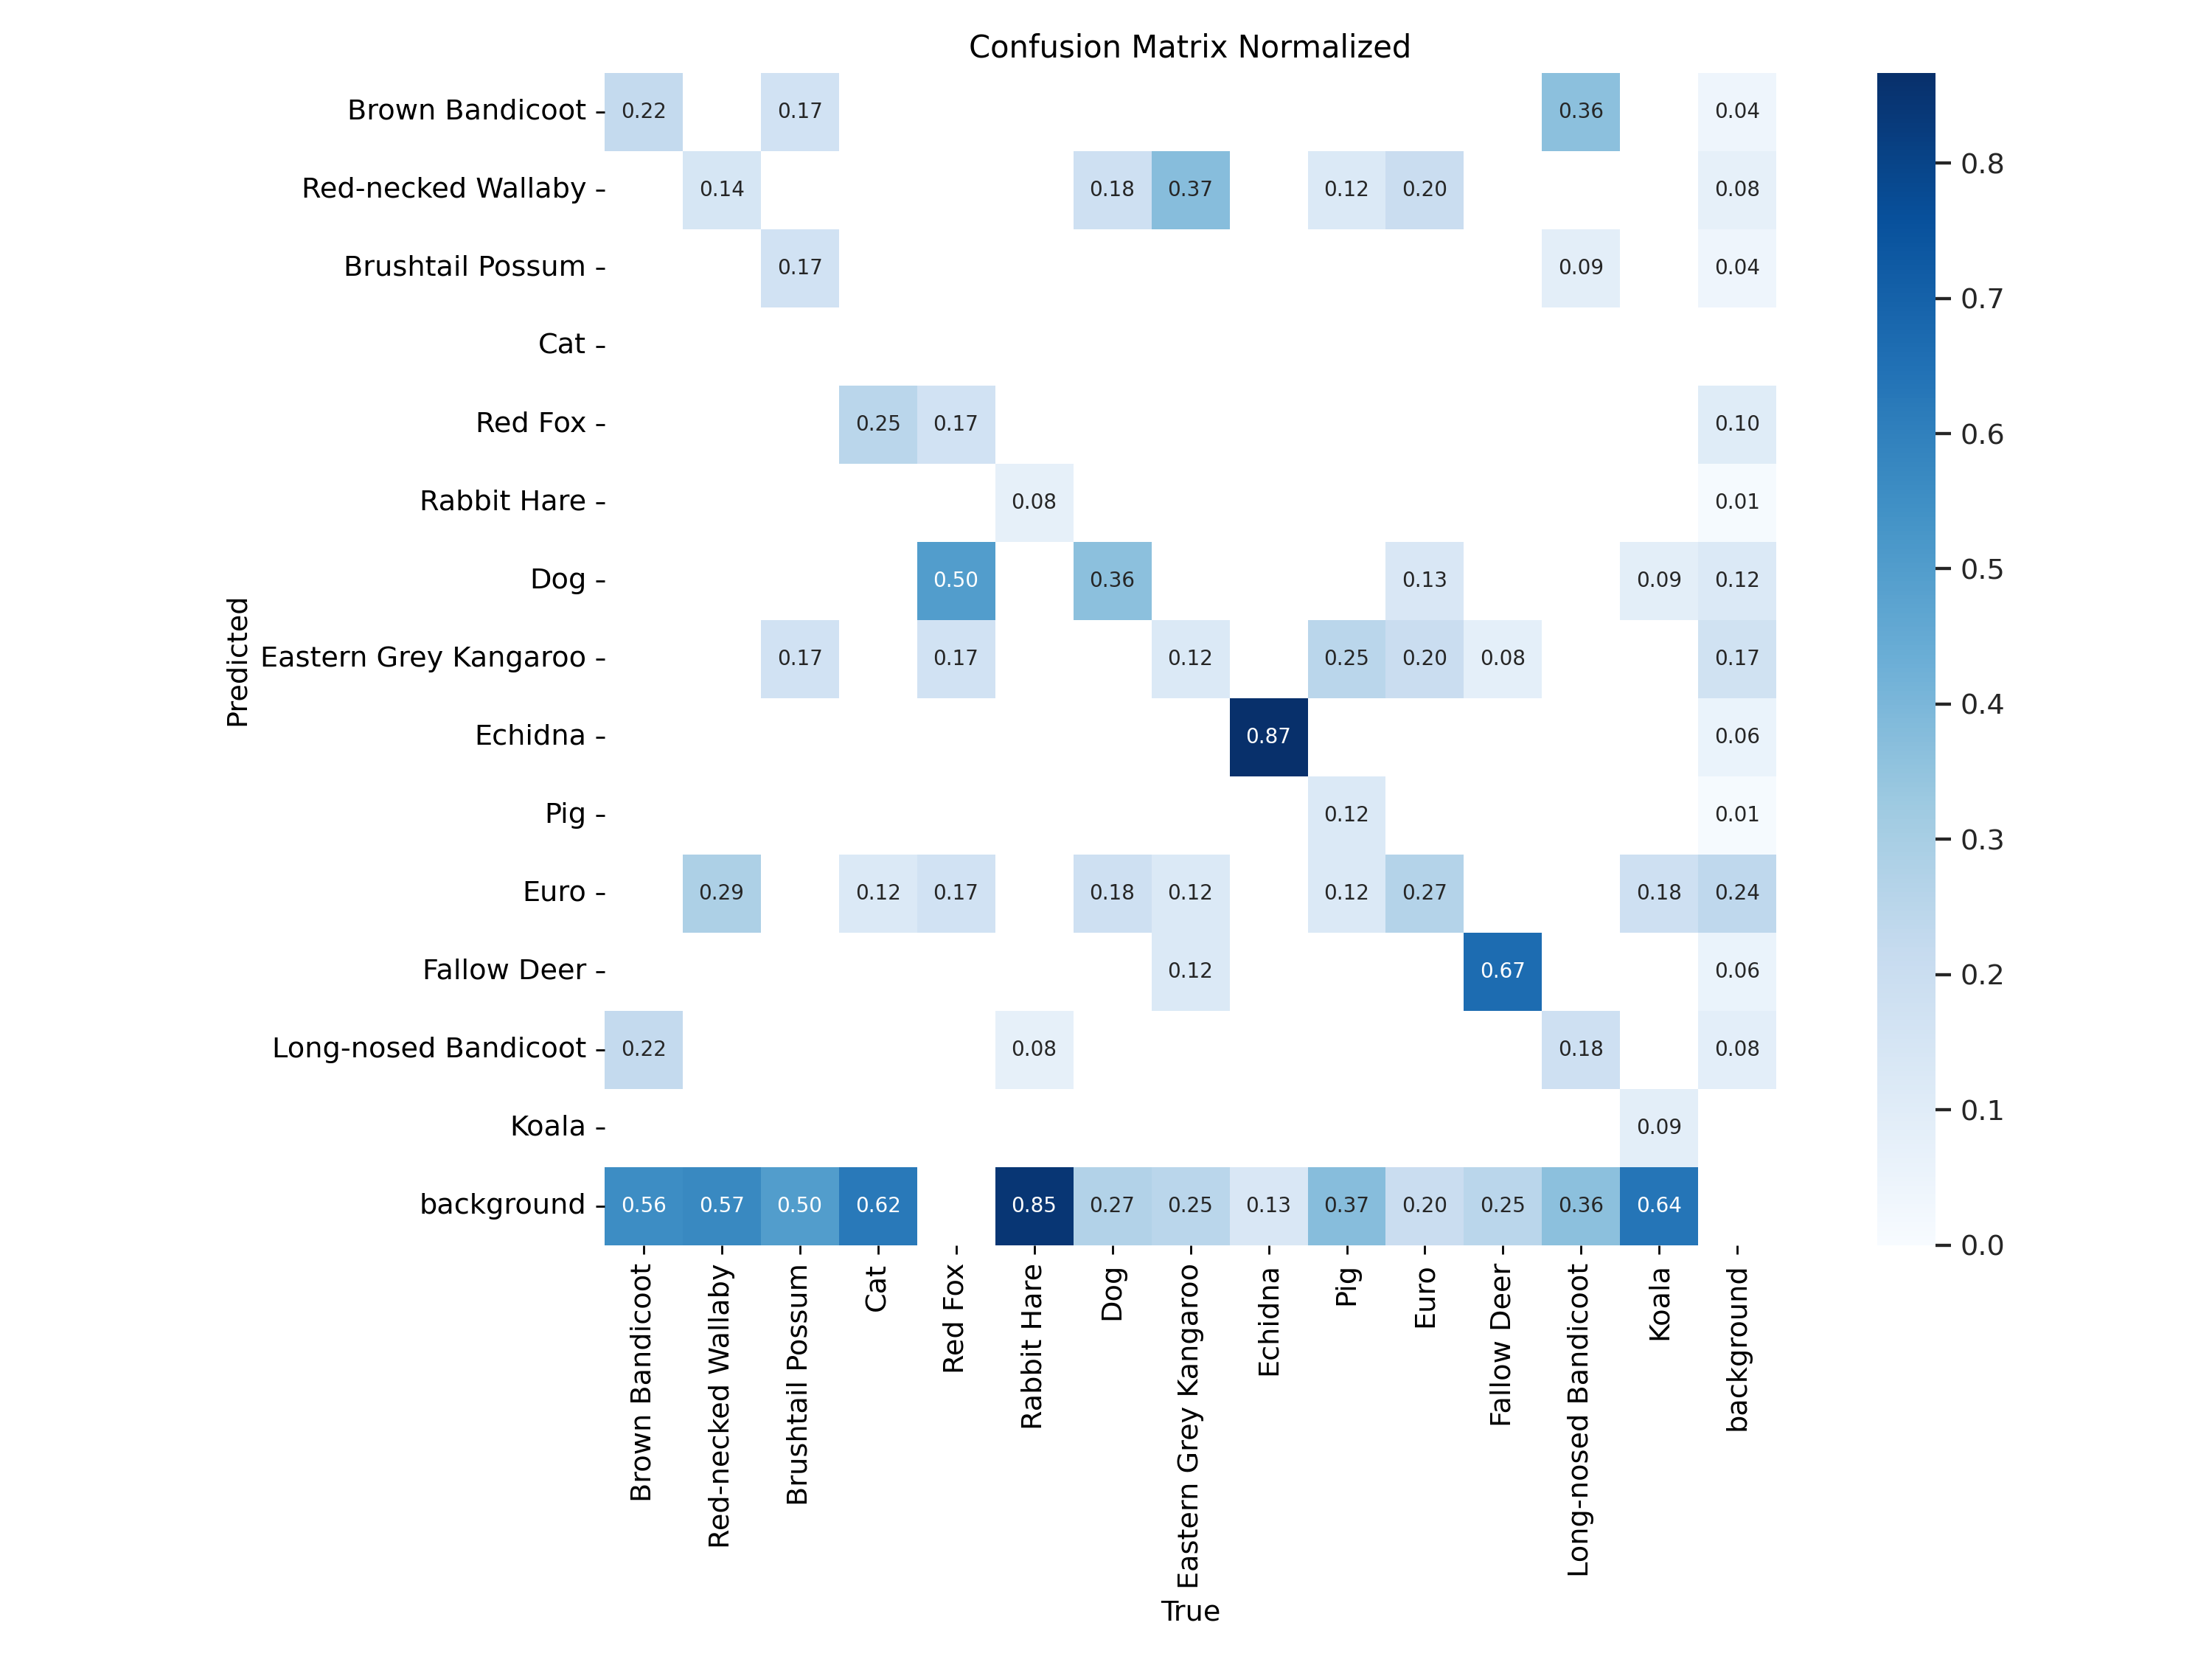 Confusion Matrix Normalized
Brown Bandicoot 0.22 0.17 0.36 0.04
Red-necked Wallaby 0.14 0.18 0.37 0.12 0.20 0.08
Brushtail Possum 0.17 0.09 0.04
Cat
Red Fox 0.25 0.17 0.10
Rabbit Hare 0.08 0.01
Dog 0.50 0.36 0.13 0.09 0.12
Eastern Grey Kangaroo 0.17 0.17 0.12 0.25 0.20 0.08 0.17
Echidna 0.87 0.06
Pig 0.12 0.01
Euro 0.29 0.12 0.17 0.18 0.12 0.12 0.27 0.18 0.24
Fallow Deer 0.12 0.67 0.06
Long-nosed Bandicoot 0.22 0.08 0.18 0.08
Koala 0.09
background 0.56 0.57 0.50 0.62 0.85 0.27 0.25 0.13 0.37 0.20 0.25 0.36 0.64
Predicted
Brown Bandicoot
Red-necked Wallaby
Brushtail Possum
Cat
Red Fox
Rabbit Hare
Dog
Eastern Grey Kangaroo
Echidna
Pig
Euro
Fallow Deer
Long-nosed Bandicoot
Koala
background
True
0.8
0.7
0.6
0.5
0.4
0.3
0.2
0.1
0.0